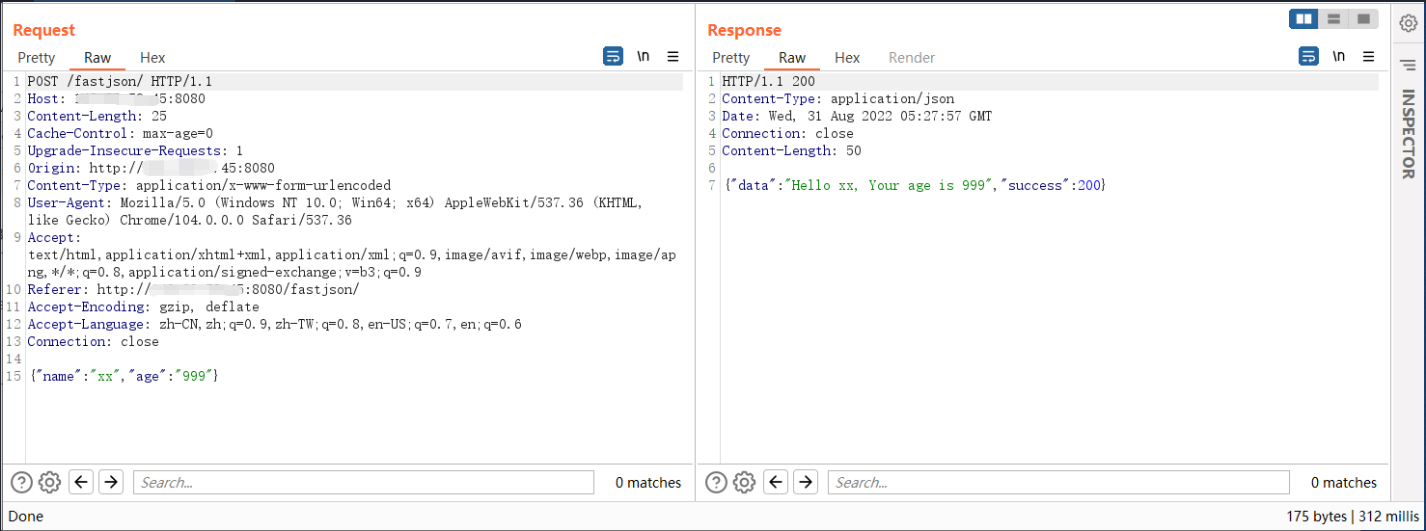 Request
Pretty Raw Hex \n
1 POST /fastjson/ HTTP/1.1
2 Host: 45:8080
3 Content-Length: 25
4 Cache-Control: max-age=0
5 Upgrade-Insecure-Requests: 1
6 Origin: http:// .45:8080
7 Content-Type: application/x-www-form-urlencoded
8 User-Agent: Mozilla/5.0 (Windows NT 10.0; Win64; x64) AppleWebKit/537.36 (KHTML,
like Gecko) Chrome/104.0.0.0 Safari/537.36
9 Accept:
text/html,application/xhtml+xml,application/xml;q=0.9,image/avif,image/webp,image/ap
ng,*/*;q=0.8,application/signed-exchange;v=b3;q=0.9
10 Referer: http:// :8080/fastjson/
11 Accept-Encoding: gzip, deflate
12 Accept-Language: zh-CN,zh;q=0.9,zh-TW;q=0.8,en-US;q=0.7,en;q=0.6
13 Connection: close
14
15 {"name":"xx","age":"999"}
Search...
0 matches
Response
Pretty Raw Hex Render \n
1 HTTP/1.1 200
2 Content-Type: application/json
3 Date: Wed, 31 Aug 2022 05:27:57 GMT
4 Connection: close
5 Content-Length: 50
6
7 {"data":"Hello xx, Your age is 999","success":200}
Search...
0 matches
INSPECTOR
Done
175 bytes | 312 millis